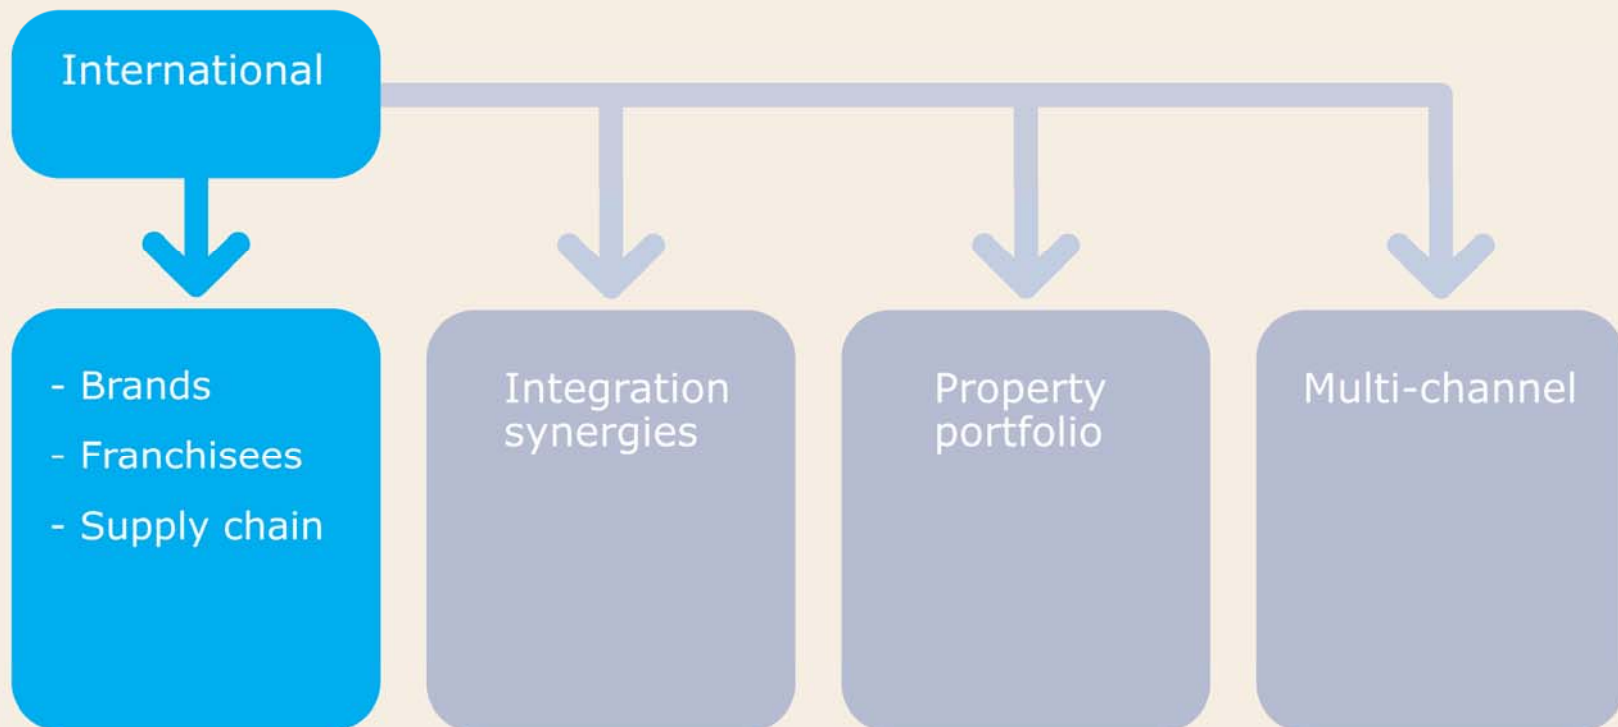 International
- Brands
- Franchisees
- Supply chain
Integration
synergies
Property
portfolio
Multi-channel